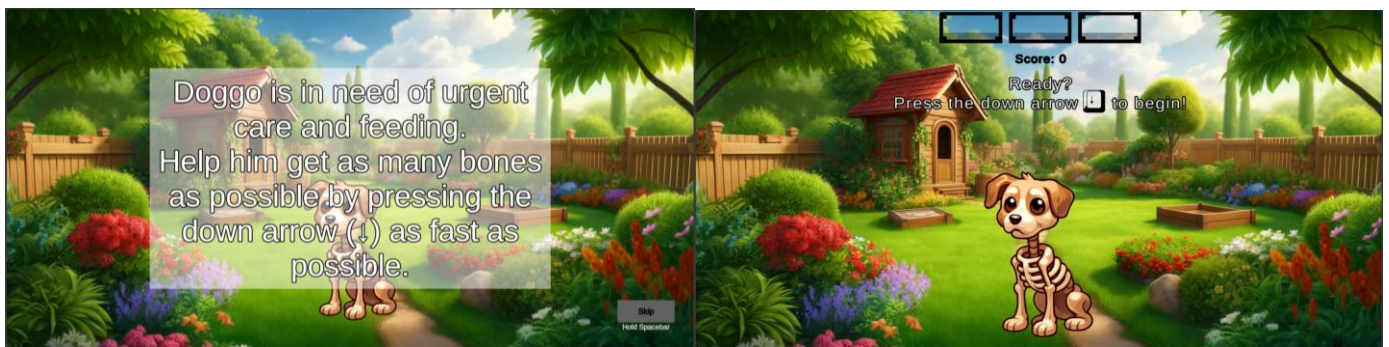 Doggo is in need of urgent
care and feeding.
Help him get as many bones
as possible by pressing the
down arrow (↓) as fast as
possible.
Skip
Hold Spacebar
Score: 0
Ready?
Press the down arrow ↓ to begin!